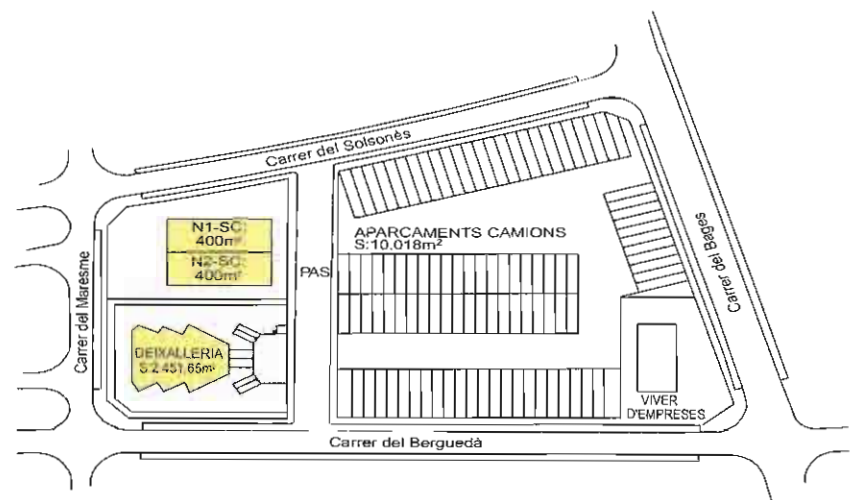 Carrer del Solsonès
N1-SC:
400m²
N2-SC:
400m²
APARCAMENTS CAMIONS
S:10,018m²
PAS
Carrer del Maresme
Carrer del Bages
DEIXALLERIA
S:2.451,65m²
VIVER
D'EMPRESES
Carrer del Berguedà